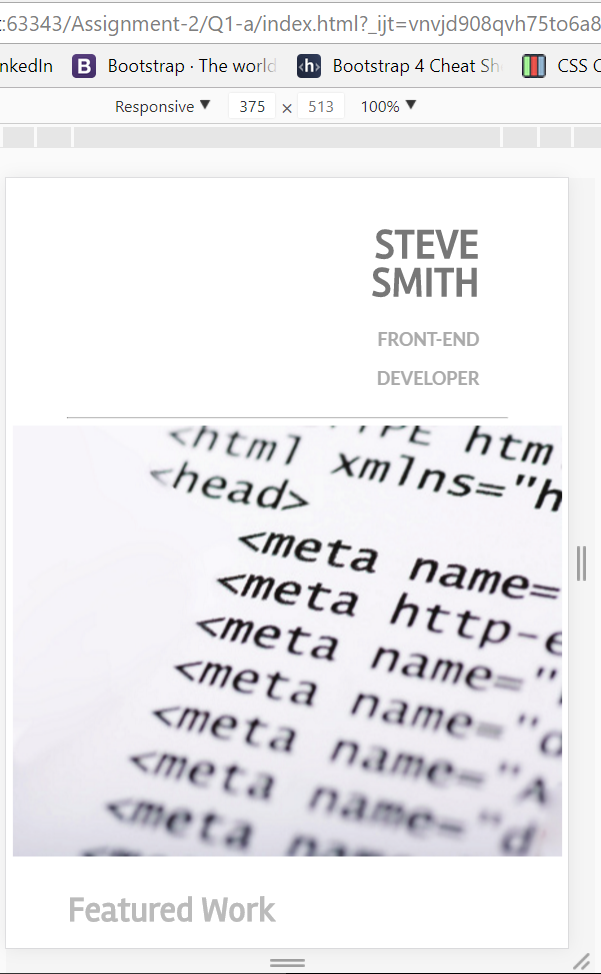 :63343/Assignment-2/Q1-a/index.html?_ijt=vnvjd908qvh75to6a8
nkedIn B Bootstrap · The world <h> Bootstrap 4 Cheat Sh CSS C
Responsive ▼ 375 × 513 100% ▼
STEVE
SMITH
FRONT-END
DEVELOPER
TYPE htm
<html xmlns="h
<head>
<meta name=
<meta http-e
<meta name="
<meta name="d
<meta name="A
<meta name="d
<meta name=
Featured Work